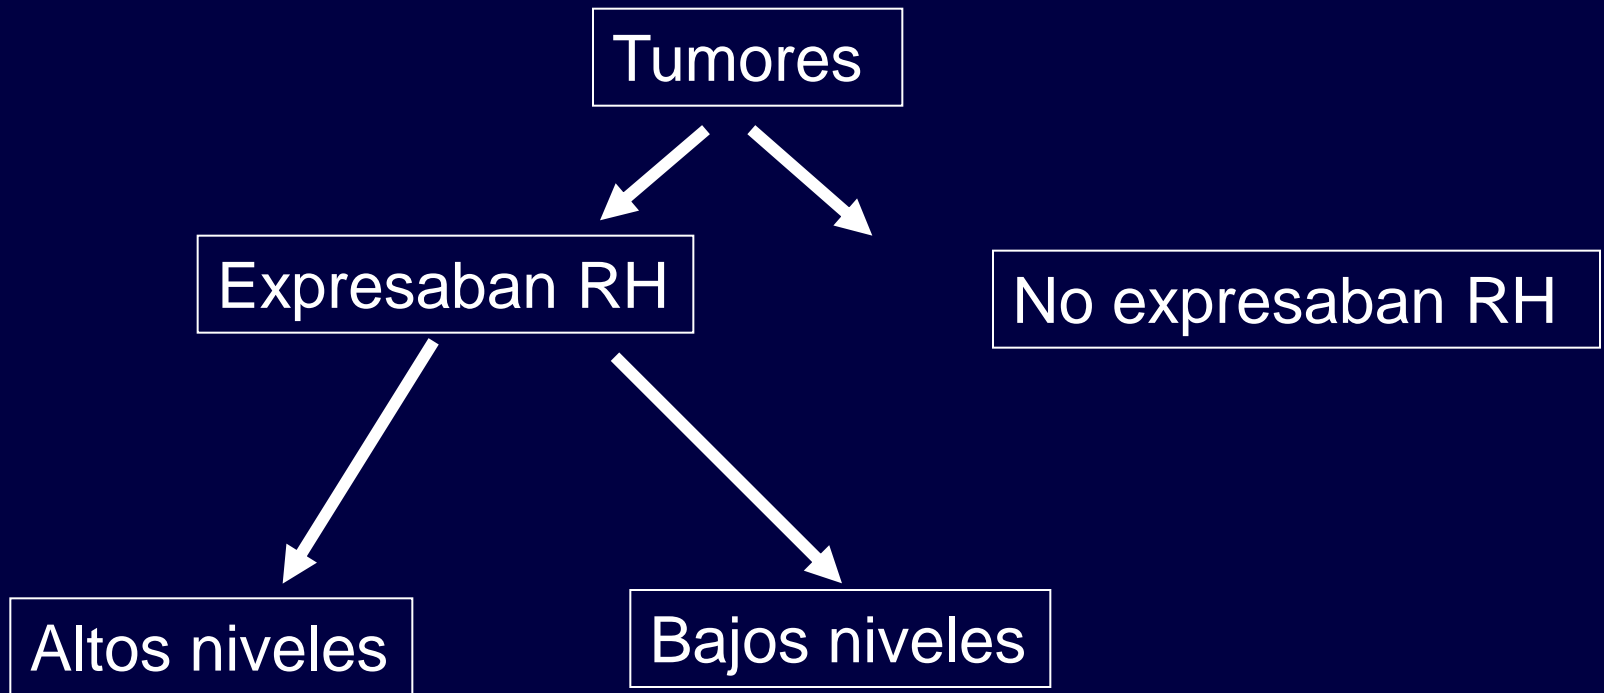 Tumores
Expresaban RH
No expresaban RH
Altos niveles
Bajos niveles